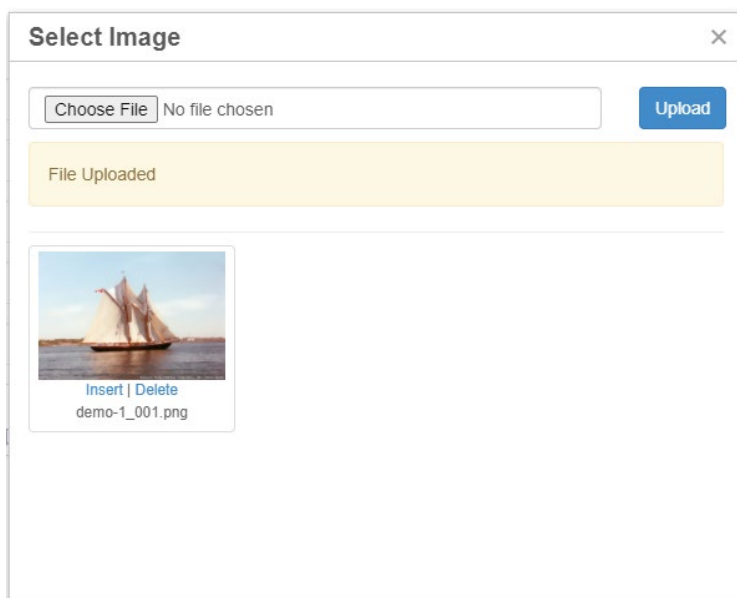 Select Image
×
Choose File No file chosen
Upload
File Uploaded
Insert | Delete
demo-1_001.png